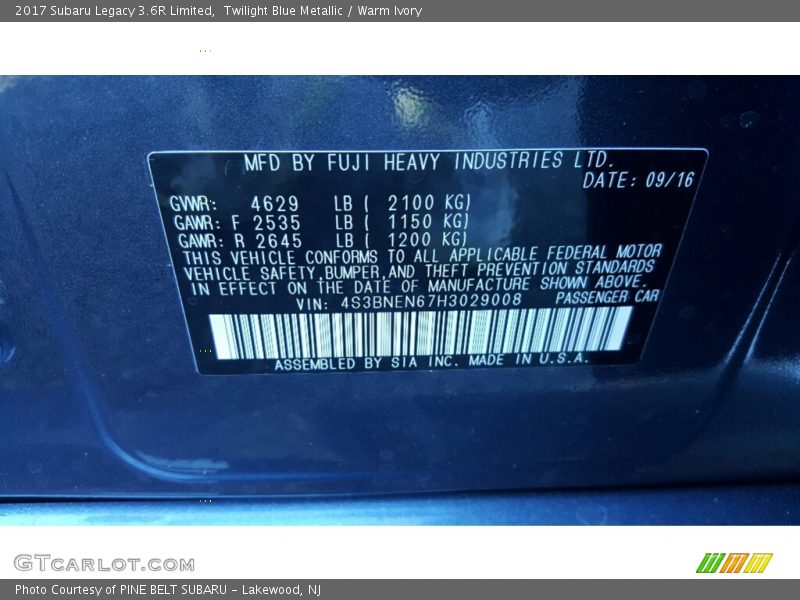 2017 Subaru Legacy 3.6R Limited,  Twilight Blue Metallic / Warm Ivory
MFD BY FUJI HEAVY INDUSTRIES LTD.
DATE: 09/16
GVWR: 4629 LB ( 2100 KG)
GAWR: F 2535 LB ( 1150 KG)
GAWR: R 2645 LB ( 1200 KG)
THIS VEHICLE CONFORMS TO ALL APPLICABLE FEDERAL MOTOR
VEHICLE SAFETY,BUMPER,AND THEFT PREVENTION STANDARDS
IN EFFECT ON THE DATE OF MANUFACTURE SHOWN ABOVE.
VIN: 4S3BNEN67H3029008 PASSENGER CAR
ASSEMBLED BY SIA INC. MADE IN U.S.A.
GTCARLOT.COM
Photo Courtesy of PINE BELT SUBARU - Lakewood, NJ